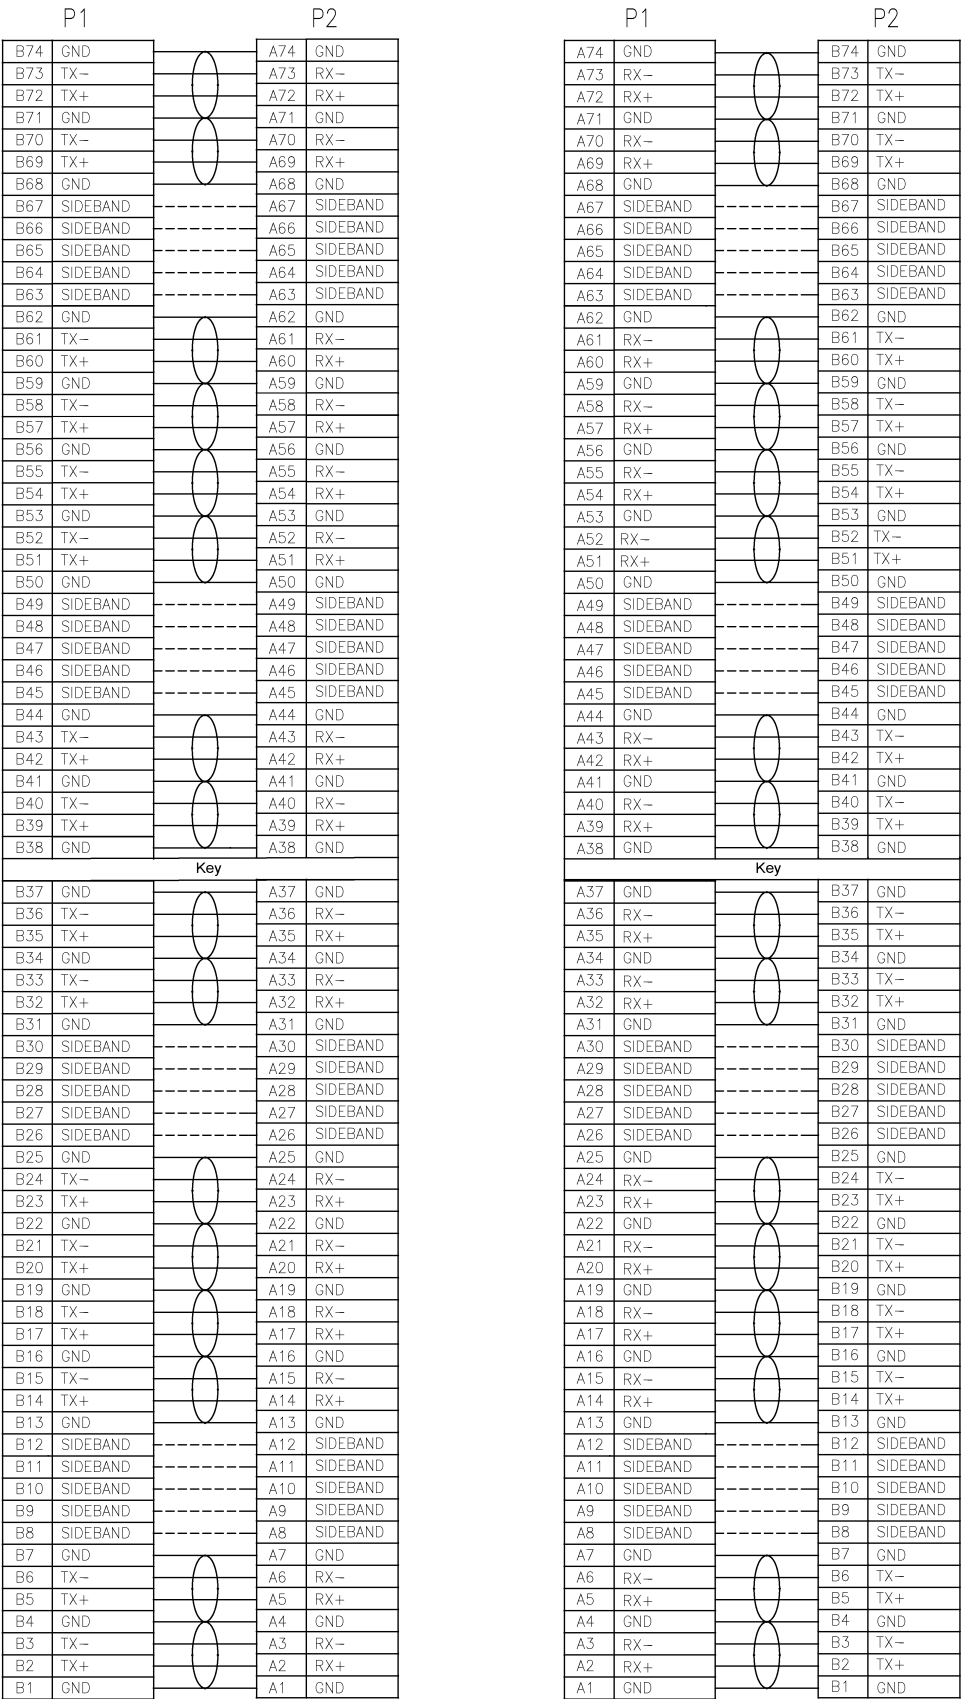 P1 P2 P1 P2
B74 GND A74 GND A74 GND B74 GND
B73 TX- A73 RX- A73 RX- B73 TX-
B72 TX+ A72 RX+ A72 RX+ B72 TX+
B71 GND A71 GND A71 GND B71 GND
B70 TX- A70 RX- A70 RX- B70 TX-
B69 TX+ A69 RX+ A69 RX+ B69 TX+
B68 GND A68 GND A68 GND B68 GND
B67 SIDEBAND A67 SIDEBAND A67 SIDEBAND B67 SIDEBAND
B66 SIDEBAND A66 SIDEBAND A66 SIDEBAND B66 SIDEBAND
B65 SIDEBAND A65 SIDEBAND A65 SIDEBAND B65 SIDEBAND
B64 SIDEBAND A64 SIDEBAND A64 SIDEBAND B64 SIDEBAND
B63 SIDEBAND A63 SIDEBAND A63 SIDEBAND B63 SIDEBAND
B62 GND A62 GND A62 GND B62 GND
B61 TX- A61 RX- A61 RX- B61 TX-
B60 TX+ A60 RX+ A60 RX+ B60 TX+
B59 GND A59 GND A59 GND B59 GND
B58 TX- A58 RX- A58 RX- B58 TX-
B57 TX+ A57 RX+ A57 RX+ B57 TX+
B56 GND A56 GND A56 GND B56 GND
B55 TX- A55 RX- A55 RX- B55 TX-
B54 TX+ A54 RX+ A54 RX+ B54 TX+
B53 GND A53 GND A53 GND B53 GND
B52 TX- A52 RX- A52 RX- B52 TX-
B51 TX+ A51 RX+ A51 RX+ B51 TX+
B50 GND A50 GND A50 GND B50 GND
B49 SIDEBAND A49 SIDEBAND A49 SIDEBAND B49 SIDEBAND
B48 SIDEBAND A48 SIDEBAND A48 SIDEBAND B48 SIDEBAND
B47 SIDEBAND A47 SIDEBAND A47 SIDEBAND B47 SIDEBAND
B46 SIDEBAND A46 SIDEBAND A46 SIDEBAND B46 SIDEBAND
B45 SIDEBAND A45 SIDEBAND A45 SIDEBAND B45 SIDEBAND
B44 GND A44 GND A44 GND B44 GND
B43 TX- A43 RX- A43 RX- B43 TX-
B42 TX+ A42 RX+ A42 RX+ B42 TX+
B41 GND A41 GND A41 GND B41 GND
B40 TX- A40 RX- A40 RX- B40 TX-
B39 TX+ A39 RX+ A39 RX+ B39 TX+
B38 GND A38 GND A38 GND B38 GND
Key Key
B37 GND A37 GND A37 GND B37 GND
B36 TX- A36 RX- A36 RX- B36 TX-
B35 TX+ A35 RX+ A35 RX+ B35 TX+
B34 GND A34 GND A34 GND B34 GND
B33 TX- A33 RX- A33 RX- B33 TX-
B32 TX+ A32 RX+ A32 RX+ B32 TX+
B31 GND A31 GND A31 GND B31 GND
B30 SIDEBAND A30 SIDEBAND A30 SIDEBAND B30 SIDEBAND
B29 SIDEBAND A29 SIDEBAND A29 SIDEBAND B29 SIDEBAND
B28 SIDEBAND A28 SIDEBAND A28 SIDEBAND B28 SIDEBAND
B27 SIDEBAND A27 SIDEBAND A27 SIDEBAND B27 SIDEBAND
B26 SIDEBAND A26 SIDEBAND A26 SIDEBAND B26 SIDEBAND
B25 GND A25 GND A25 GND B25 GND
B24 TX- A24 RX- A24 RX- B24 TX-
B23 TX+ A23 RX+ A23 RX+ B23 TX+
B22 GND A22 GND A22 GND B22 GND
B21 TX- A21 RX- A21 RX- B21 TX-
B20 TX+ A20 RX+ A20 RX+ B20 TX+
B19 GND A19 GND A19 GND B19 GND
B18 TX- A18 RX- A18 RX- B18 TX-
B17 TX+ A17 RX+ A17 RX+ B17 TX+
B16 GND A16 GND A16 GND B16 GND
B15 TX- A15 RX- A15 RX- B15 TX-
B14 TX+ A14 RX+ A14 RX+ B14 TX+
B13 GND A13 GND A13 GND B13 GND
B12 SIDEBAND A12 SIDEBAND A12 SIDEBAND B12 SIDEBAND
B11 SIDEBAND A11 SIDEBAND A11 SIDEBAND B11 SIDEBAND
B10 SIDEBAND A10 SIDEBAND A10 SIDEBAND B10 SIDEBAND
B9 SIDEBAND A9 SIDEBAND A9 SIDEBAND B9 SIDEBAND
B8 SIDEBAND A8 SIDEBAND A8 SIDEBAND B8 SIDEBAND
B7 GND A7 GND A7 GND B7 GND
B6 TX- A6 RX- A6 RX- B6 TX-
B5 TX+ A5 RX+ A5 RX+ B5 TX+
B4 GND A4 GND A4 GND B4 GND
B3 TX- A3 RX- A3 RX- B3 TX-
B2 TX+ A2 RX+ A2 RX+ B2 TX+
B1 GND A1 GND A1 GND B1 GND